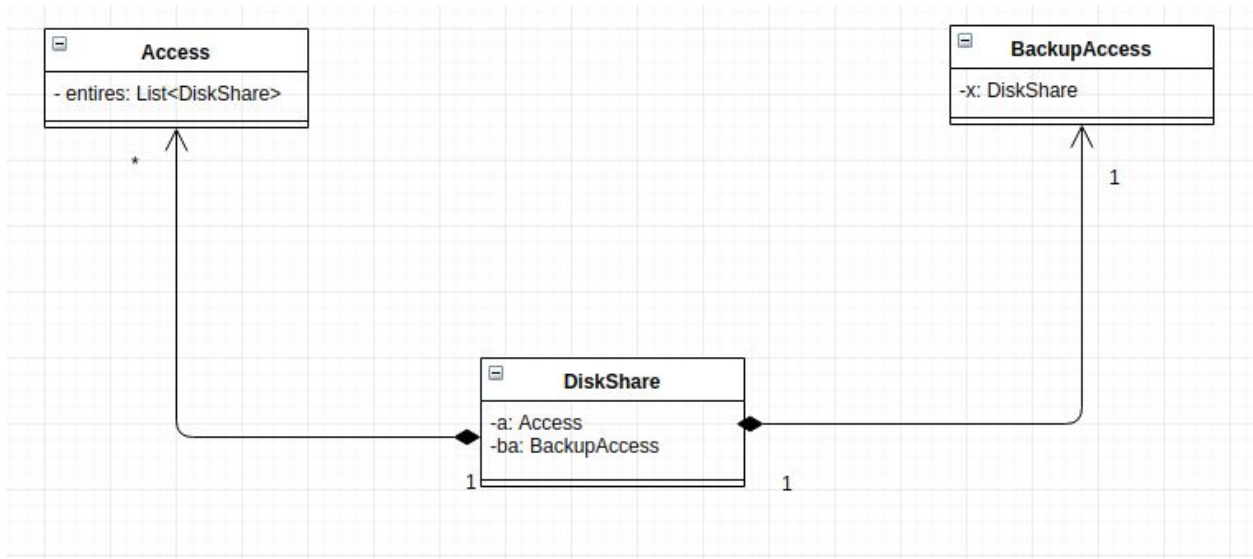 Access
- entires: List<DiskShare>
*
BackupAccess
-x: DiskShare
1
DiskShare
-a: Access
-ba: BackupAccess
1
1